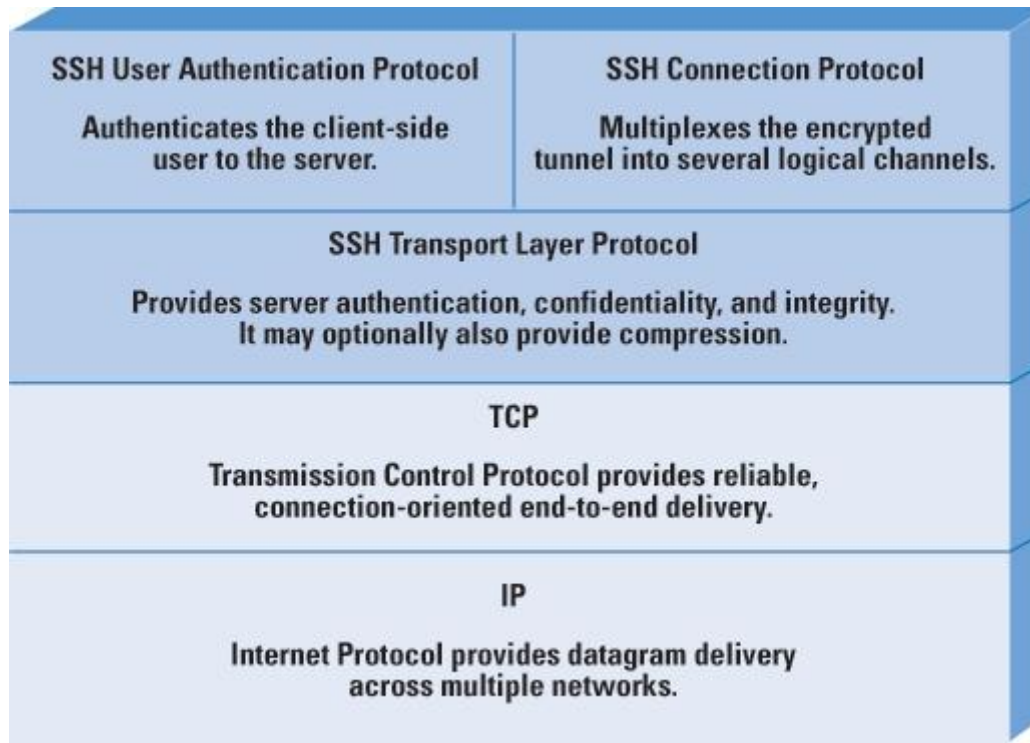 SSH User Authentication Protocol
Authenticates the client-side
user to the server.
SSH Connection Protocol
Multiplexes the encrypted
tunnel into several logical channels.
SSH Transport Layer Protocol
Provides server authentication, confidentiality, and integrity.
It may optionally also provide compression.
TCP
Transmission Control Protocol provides reliable,
connection-oriented end-to-end delivery.
IP
Internet Protocol provides datagram delivery
across multiple networks.